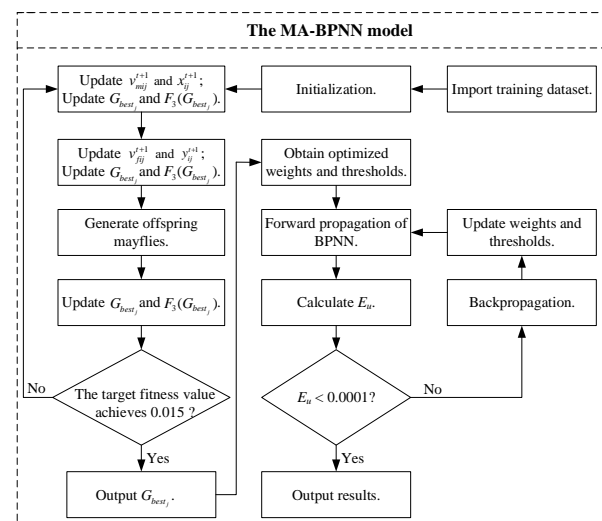 The MA-BPNN model
Update $v_{mij}^{t+1}$ and $x_{ij}^{t+1}$;
Update $G_{best_j}$ and $F_3(G_{best_j})$.
Initialization.
Import training dataset.
Update $v_{fij}^{t+1}$ and $y_{ij}^{t+1}$;
Update $G_{best_j}$ and $F_3(G_{best_j})$.
Obtain optimized
weights and thresholds.
Generate offspring
mayflies.
Forward propagation of
BPNN.
Update weights and
thresholds.
Update $G_{best_j}$ and $F_3(G_{best_j})$.
Calculate $E_u$.
Backpropagation.
No
The target fitness value
achieves 0.015 ?
$E_u$ < 0.0001?
No
Yes
Yes
Output $G_{best_j}$.
Output results.